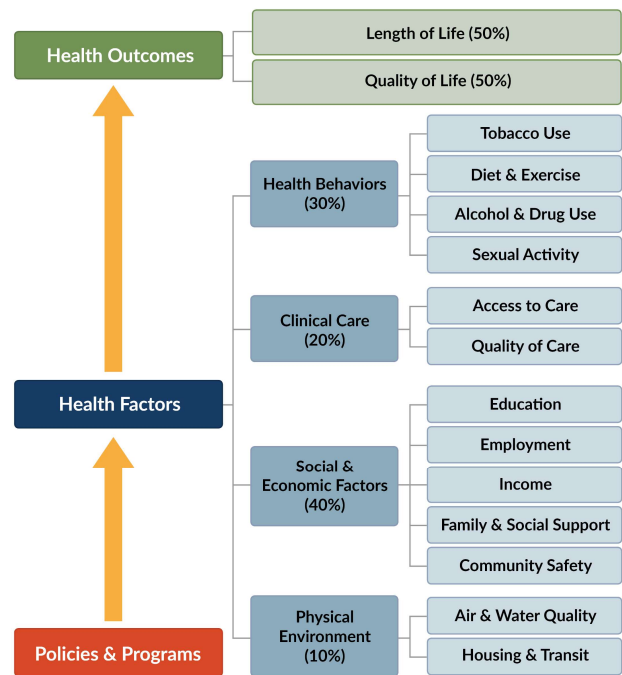 Health Outcomes
Length of Life (50%)
Quality of Life (50%)
Health Factors
Health Behaviors
(30%)
Tobacco Use
Diet & Exercise
Alcohol & Drug Use
Sexual Activity
Clinical Care
(20%)
Access to Care
Quality of Care
Social &
Economic Factors
(40%)
Education
Employment
Income
Family & Social Support
Community Safety
Physical
Environment
(10%)
Air & Water Quality
Housing & Transit
Policies & Programs